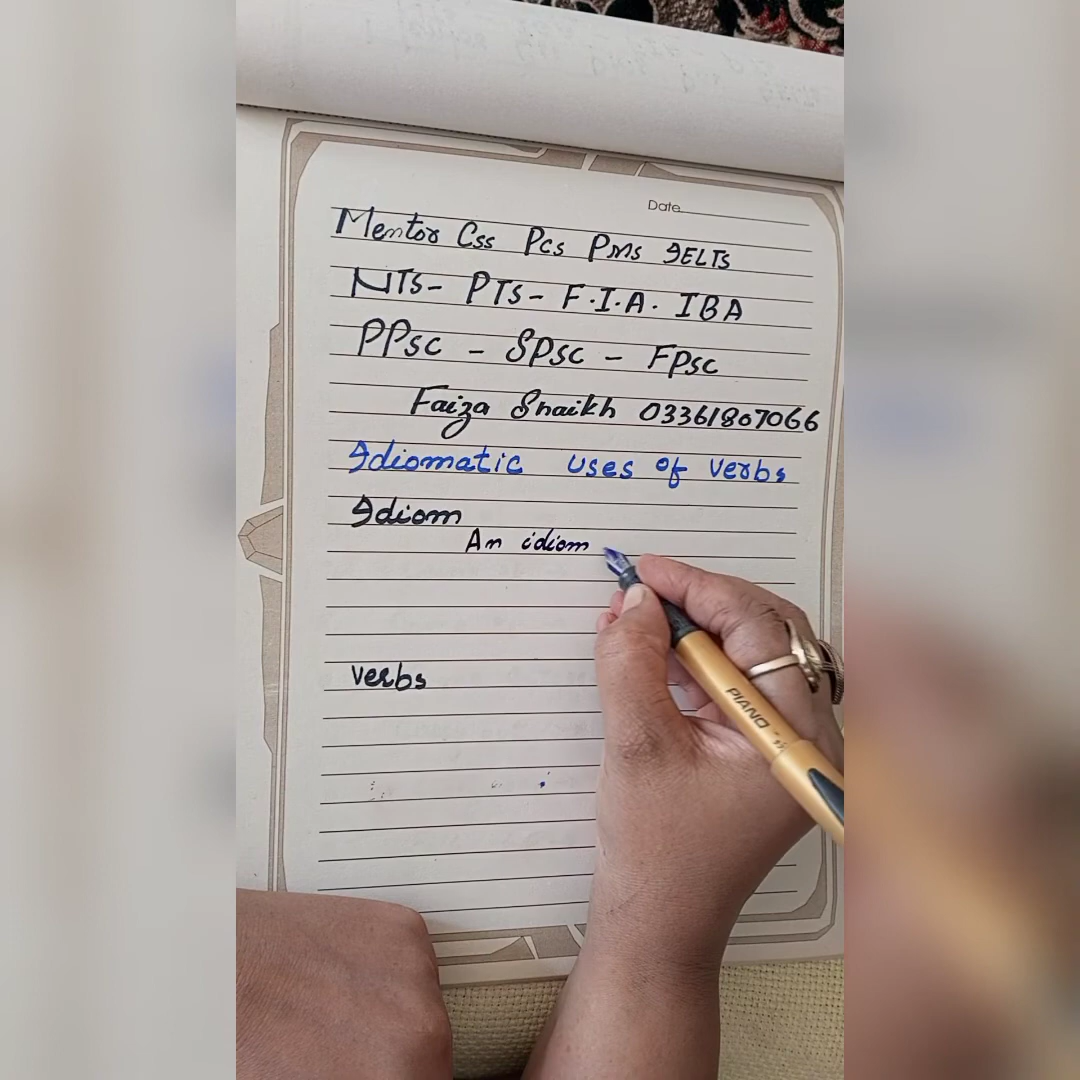 Date
Mentor Css Pcs Pms IELTS
NTS - PTS - F.I.A. IBA
PPsc - SPsc - FPsc
Faiza Shaikh 03361807066
Idiomatic uses of verbs
Idiom
An idiom
verbs
PIANO